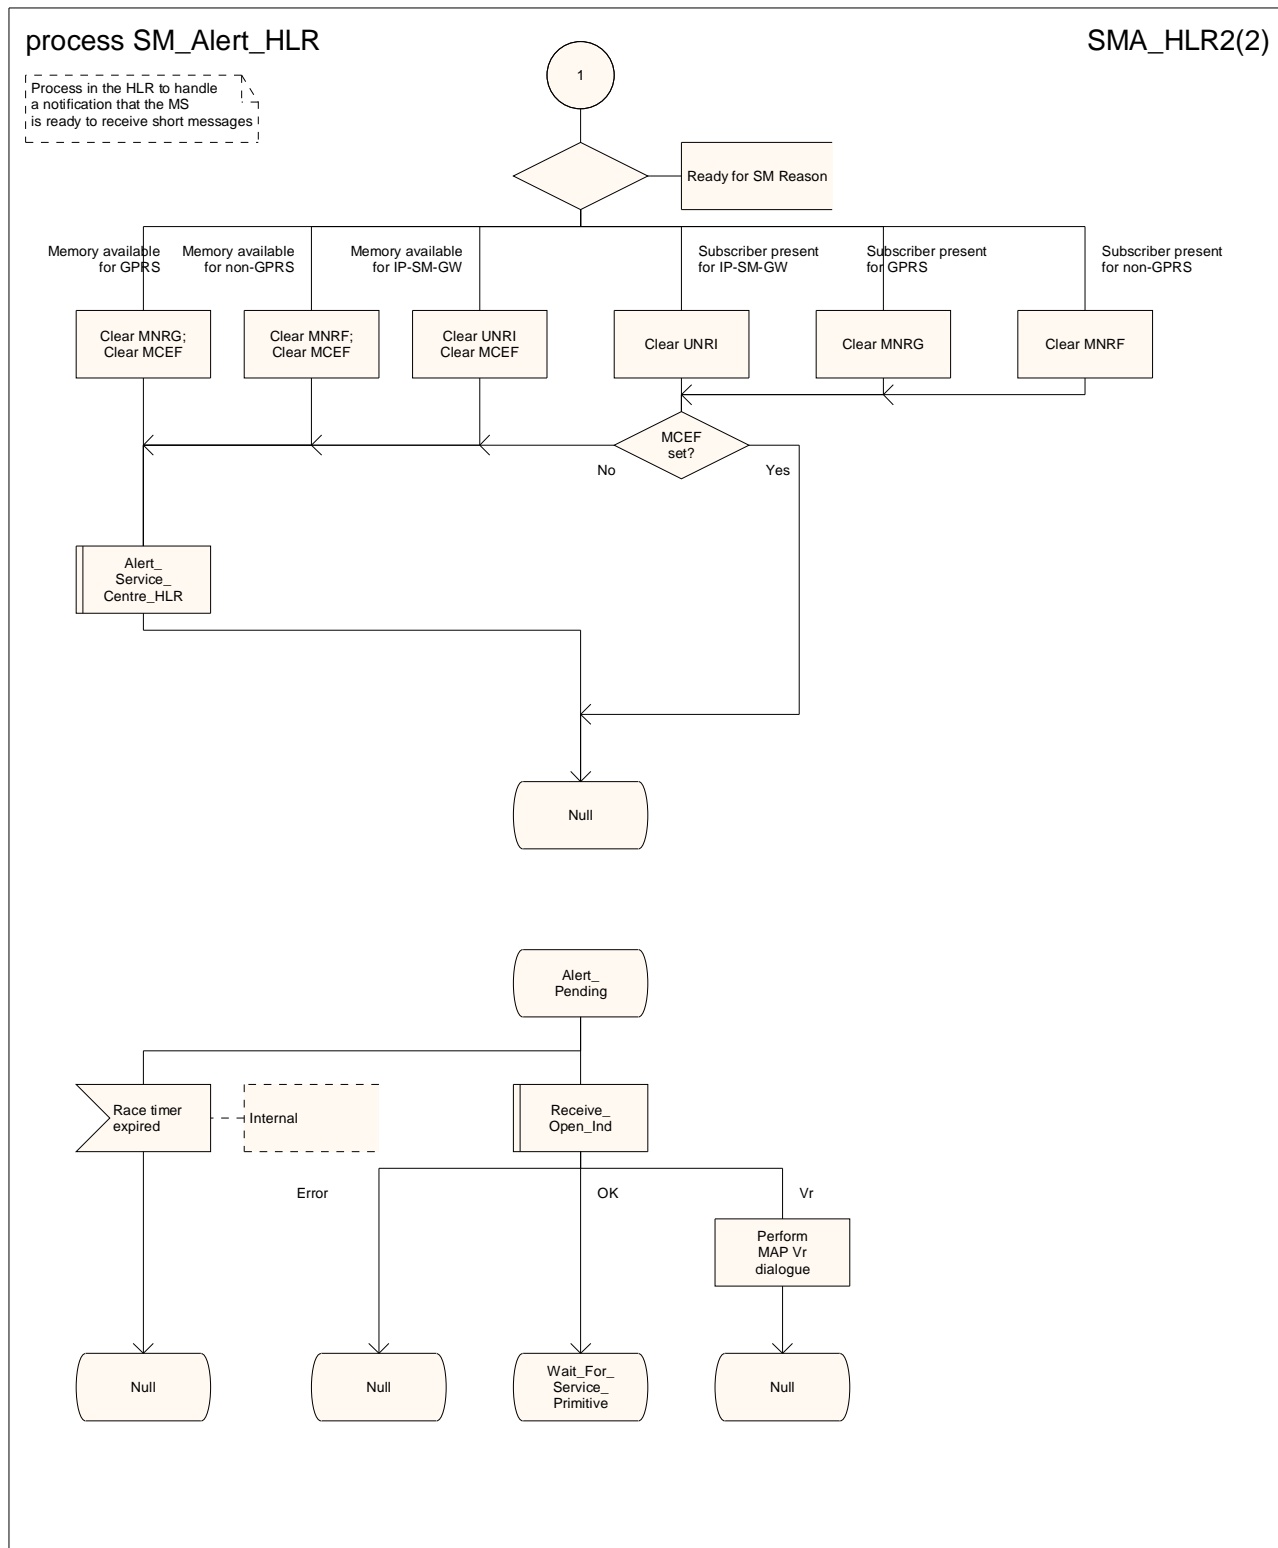 process SM_Alert_HLR
SMA_HLR2(2)
Process in the HLR to handle
a notification that the MS
is ready to receive short messages
1
Ready for SM Reason
Memory available
for GPRS
Memory available
for non-GPRS
Memory available
for IP-SM-GW
Subscriber present
for IP-SM-GW
Subscriber present
for GPRS
Subscriber present
for non-GPRS
Clear MNRG;
Clear MCEF
Clear MNRF;
Clear MCEF
Clear UNRI
Clear MCEF
Clear UNRI
Clear MNRG
Clear MNRF
MCEF
set?
No
Yes
Alert_
Service_
Centre_HLR
Null
Alert_
Pending
Race timer
expired
Internal
Receive_
Open_Ind
Error
OK
Vr
Perform
MAP Vr
dialogue
Null
Null
Wait_For_
Service_
Primitive
Null